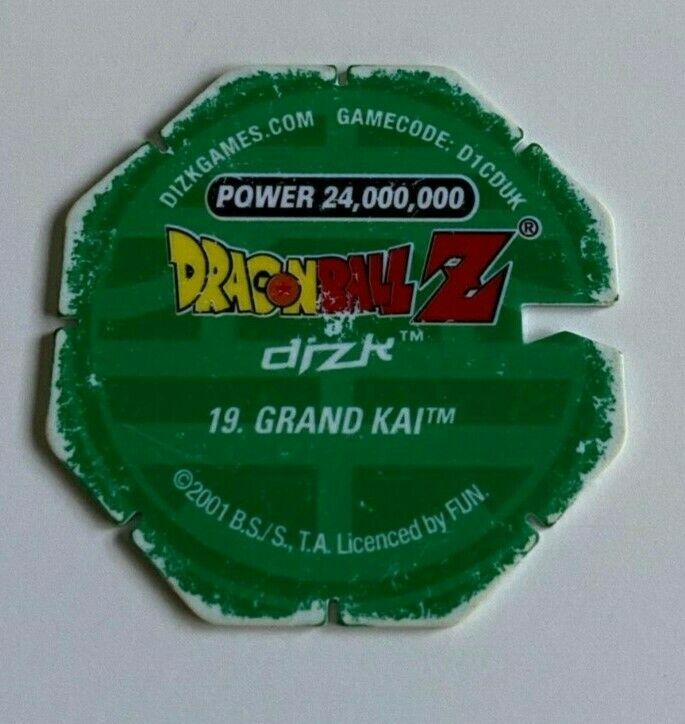 DIZKGAMES.COM GAMECODE: D1CDUK
POWER 24,000,000
DRAGONBALL Z®
dizk™
19. GRAND KAI™
©2001 B.S./S., T.A. Licenced by FUN.